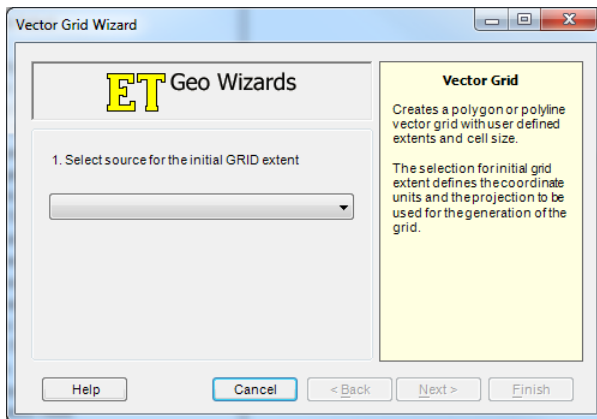 Vector Grid Wizard
ET Geo Wizards
1. Select source for the initial GRID extent
Vector Grid
Creates a polygon or polyline
vector grid with user defined
extents and cell size.
The selection for initial grid
extent defines the coordinate
units and the projection to be
used for the generation of the
grid.
Help
Cancel
< Back
Next >
Finish